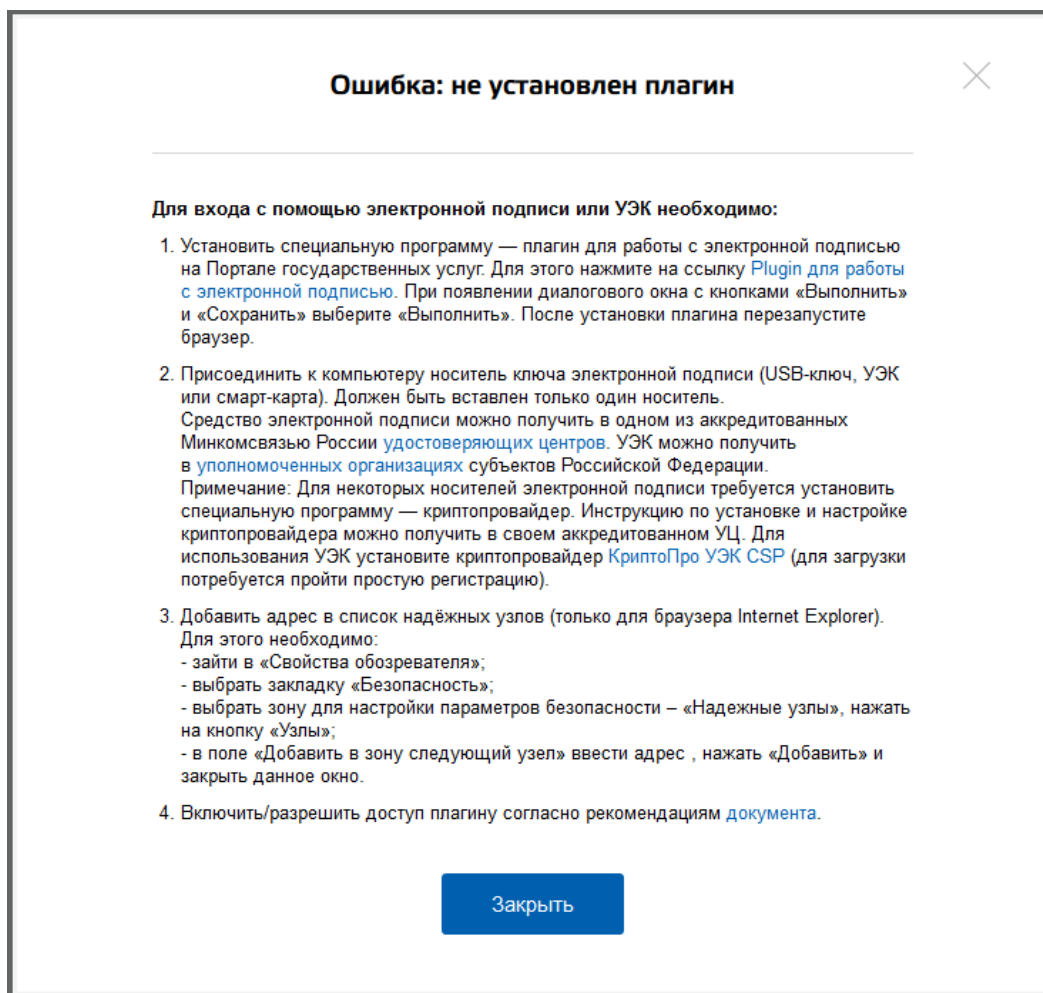 Ошибка: не установлен плагин
Для входа с помощью электронной подписи или УЭК необходимо:
1. Установить специальную программу — плагин для работы с электронной подписью
на Портале государственных услуг. Для этого нажмите на ссылку Plugin для работы
с электронной подписью. При появлении диалогового окна с кнопками «Выполнить»
и «Сохранить» выберите «Выполнить». После установки плагина перезапустите
браузер.
2. Присоединить к компьютеру носитель ключа электронной подписи (USB-ключ, УЭК
или смарт-карта). Должен быть вставлен только один носитель.
Средство электронной подписи можно получить в одном из аккредитованных
Минкомсвязью России удостоверяющих центров. УЭК можно получить
в уполномоченных организациях субъектов Российской Федерации.
Примечание: Для некоторых носителей электронной подписи требуется установить
специальную программу — криптопровайдер. Инструкцию по установке и настройке
криптопровайдера можно получить в своем аккредитованном УЦ. Для
использования УЭК установите криптопровайдер КриптоПро УЭК CSP (для загрузки
потребуется пройти простую регистрацию).
3. Добавить адрес в список надёжных узлов (только для браузера Internet Explorer).
Для этого необходимо:
- зайти в «Свойства обозревателя»;
- выбрать закладку «Безопасность»;
- выбрать зону для настройки параметров безопасности – «Надежные узлы», нажать
на кнопку «Узлы»;
- в поле «Добавить в зону следующий узел» ввести адрес , нажать «Добавить» и
закрыть данное окно.
4. Включить/разрешить доступ плагину согласно рекомендациям документа.
Закрыть